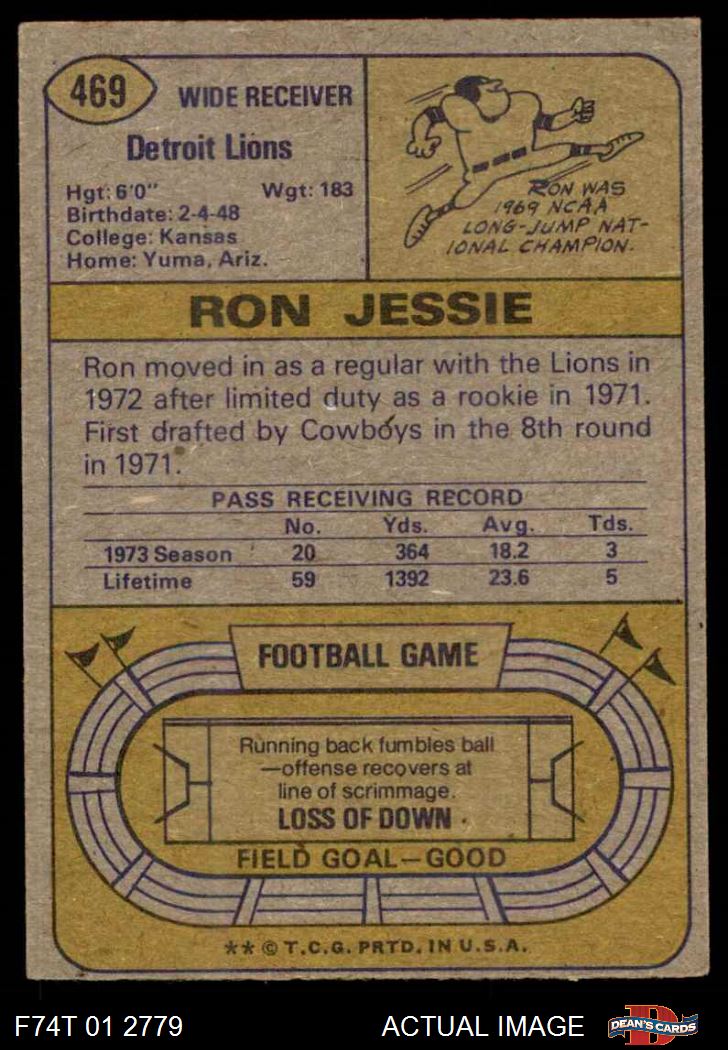 469
WIDE RECEIVER
Detroit Lions
Hgt: 6'0" Wgt: 183
Birthdate: 2-4-48
College: Kansas
Home: Yuma, Ariz.
RON WAS
1969 NCAA
LONG-JUMP NAT-
IONAL CHAMPION.
RON JESSIE
Ron moved in as a regular with the Lions in
1972 after limited duty as a rookie in 1971.
First drafted by Cowboys in the 8th round
in 1971.
PASS RECEIVING RECORD
No. Yds. Avg. Tds.
1973 Season 20 364 18.2 3
Lifetime 59 1392 23.6 5
FOOTBALL GAME
Running back fumbles ball
—offense recovers at
line of scrimmage.
LOSS OF DOWN
FIELD GOAL—GOOD
** © T.C.G. PRTD. IN U.S.A.
F74T 01 2779 ACTUAL IMAGE
D
DEAN'S CARDS